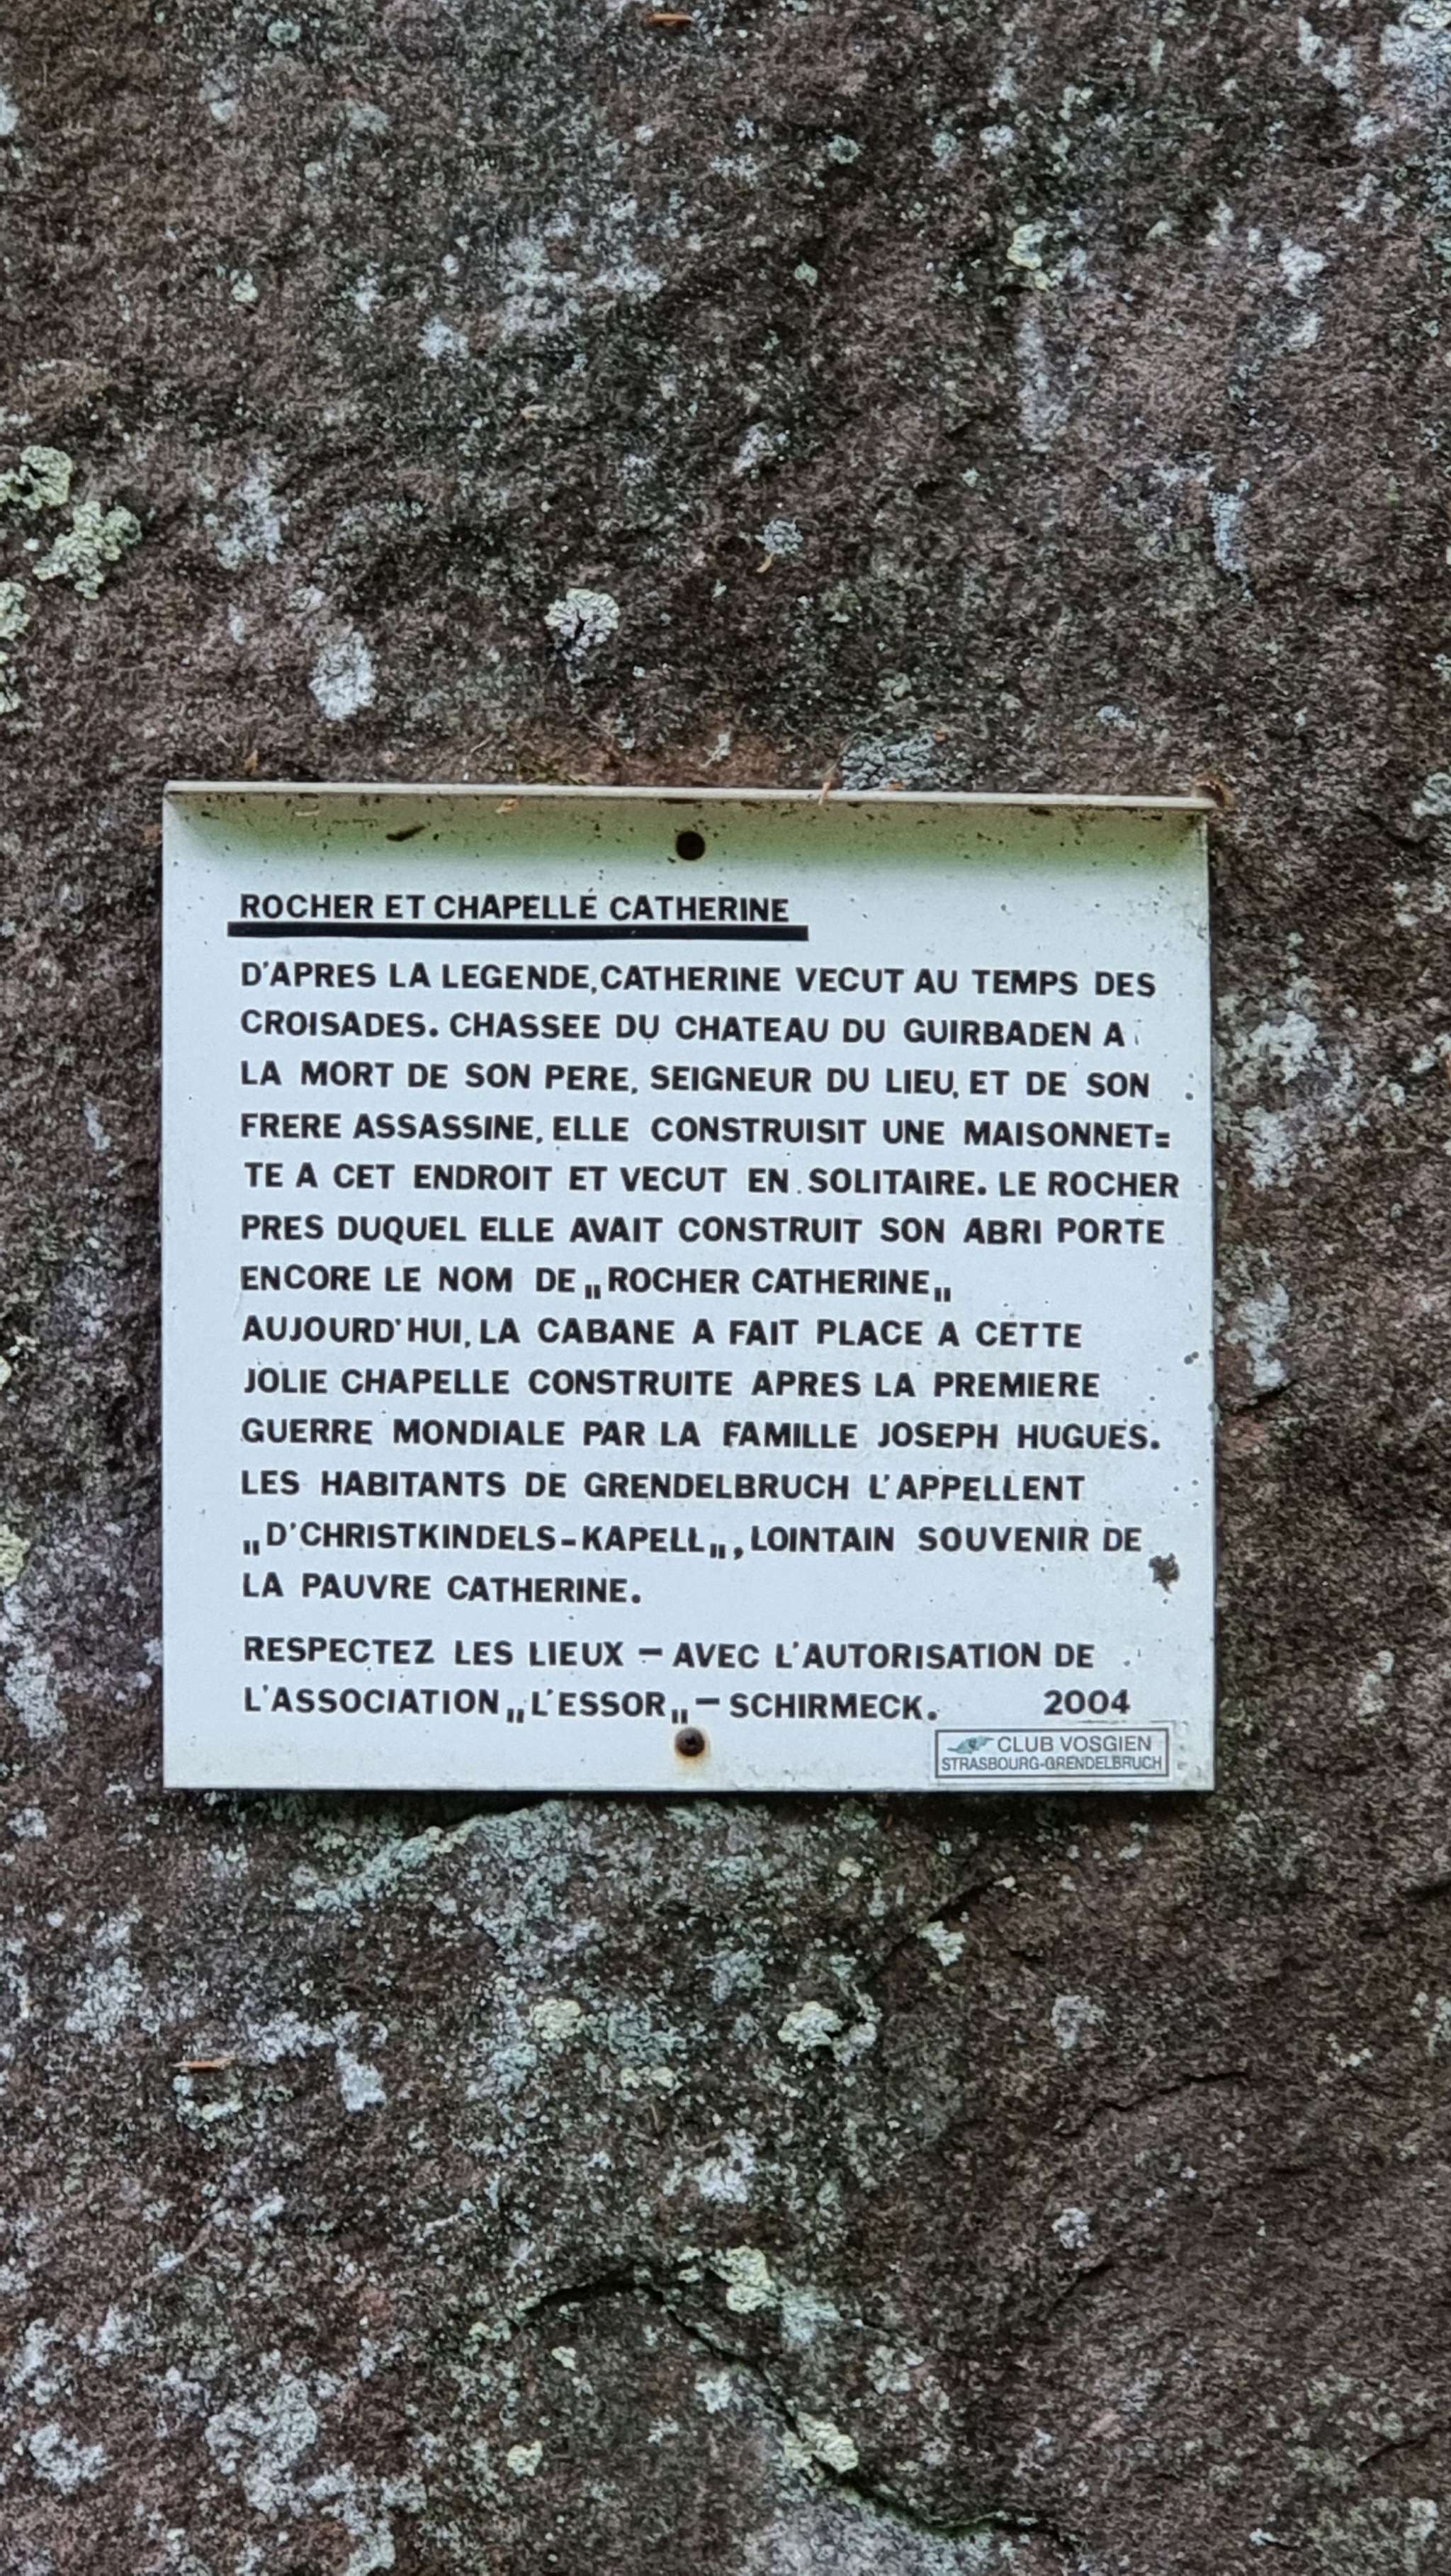 ROCHER ET CHAPELLE CATHERINE
D'APRES LA LEGENDE, CATHERINE VECUT AU TEMPS DES
CROISADES. CHASSEE DU CHATEAU DU GUIRBADEN A
LA MORT DE SON PERE, SEIGNEUR DU LIEU, ET DE SON
FRERE ASSASSINE, ELLE CONSTRUISIT UNE MAISONNET=
TE A CET ENDROIT ET VECUT EN SOLITAIRE. LE ROCHER
PRES DUQUEL ELLE AVAIT CONSTRUIT SON ABRI PORTE
ENCORE LE NOM DE „ROCHER CATHERINE„
AUJOURD'HUI, LA CABANE A FAIT PLACE A CETTE
JOLIE CHAPELLE CONSTRUITE APRES LA PREMIERE
GUERRE MONDIALE PAR LA FAMILLE JOSEPH HUGUES.
LES HABITANTS DE GRENDELBRUCH L'APPELLENT
„D'CHRISTKINDELS-KAPELL„, LOINTAIN SOUVENIR DE
LA PAUVRE CATHERINE.
RESPECTEZ LES LIEUX – AVEC L'AUTORISATION DE
L'ASSOCIATION „L'ESSOR„ – SCHIRMECK. 2004
CLUB VOSGIEN
STRASBOURG-GRENDELBRUCH